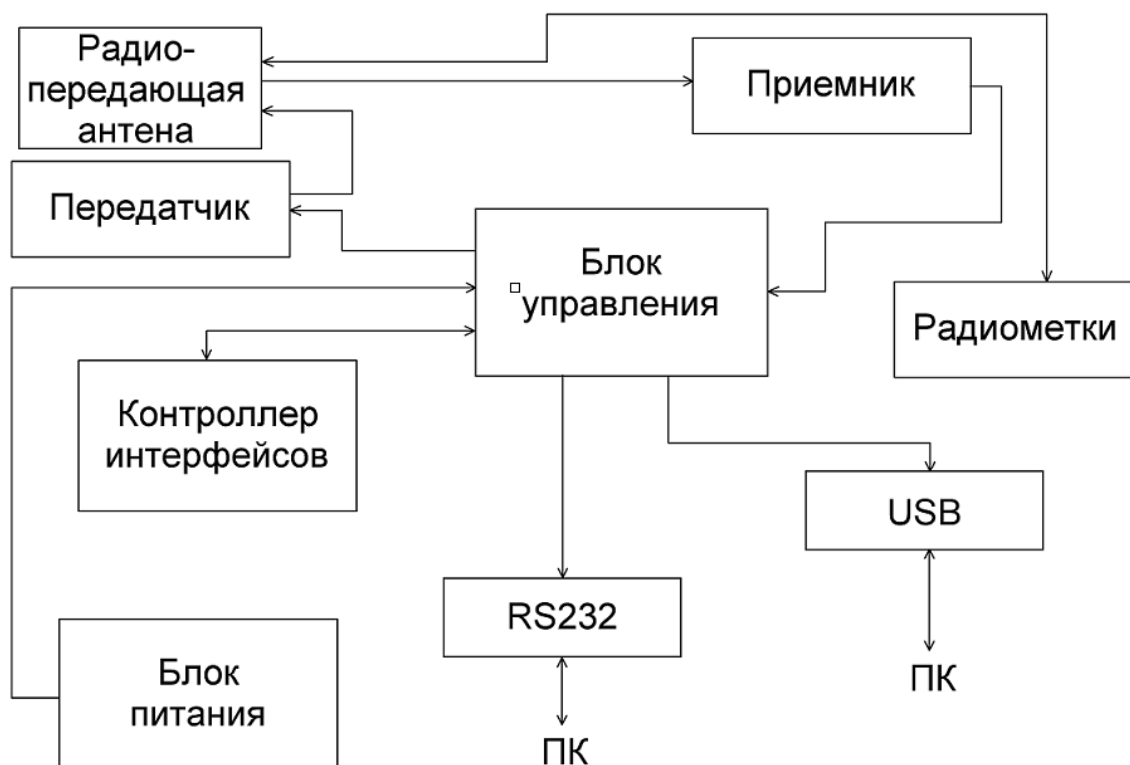 Радио-
передающая
антена
Приемник
Передатчик
Блок
управления
Радиометки
Контроллер
интерфейсов
USB
RS232
Блок
питания
ПК
ПК